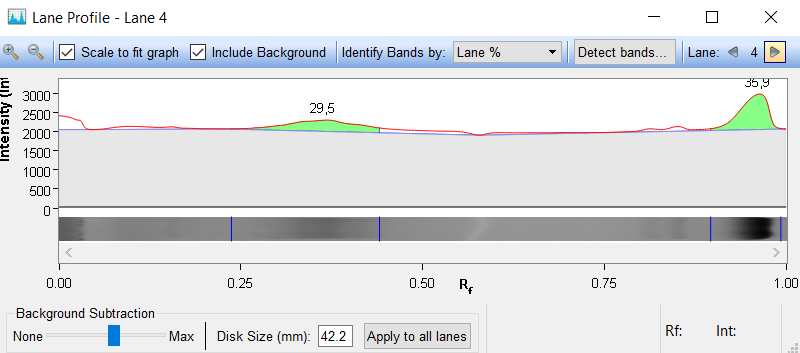 Lane Profile - Lane 4
Scale to fit graph Include Background Identify Bands by: Lane % Detect bands... Lane: 4
35,9
29,5
Intensity (Int
3000
2500
2000
1500
1000
500
0
0.00 0.25 0.50 0.75 1.00
Rf
Background Subtraction
None Max Disk Size (mm): 42.2 Apply to all lanes Rf: Int: